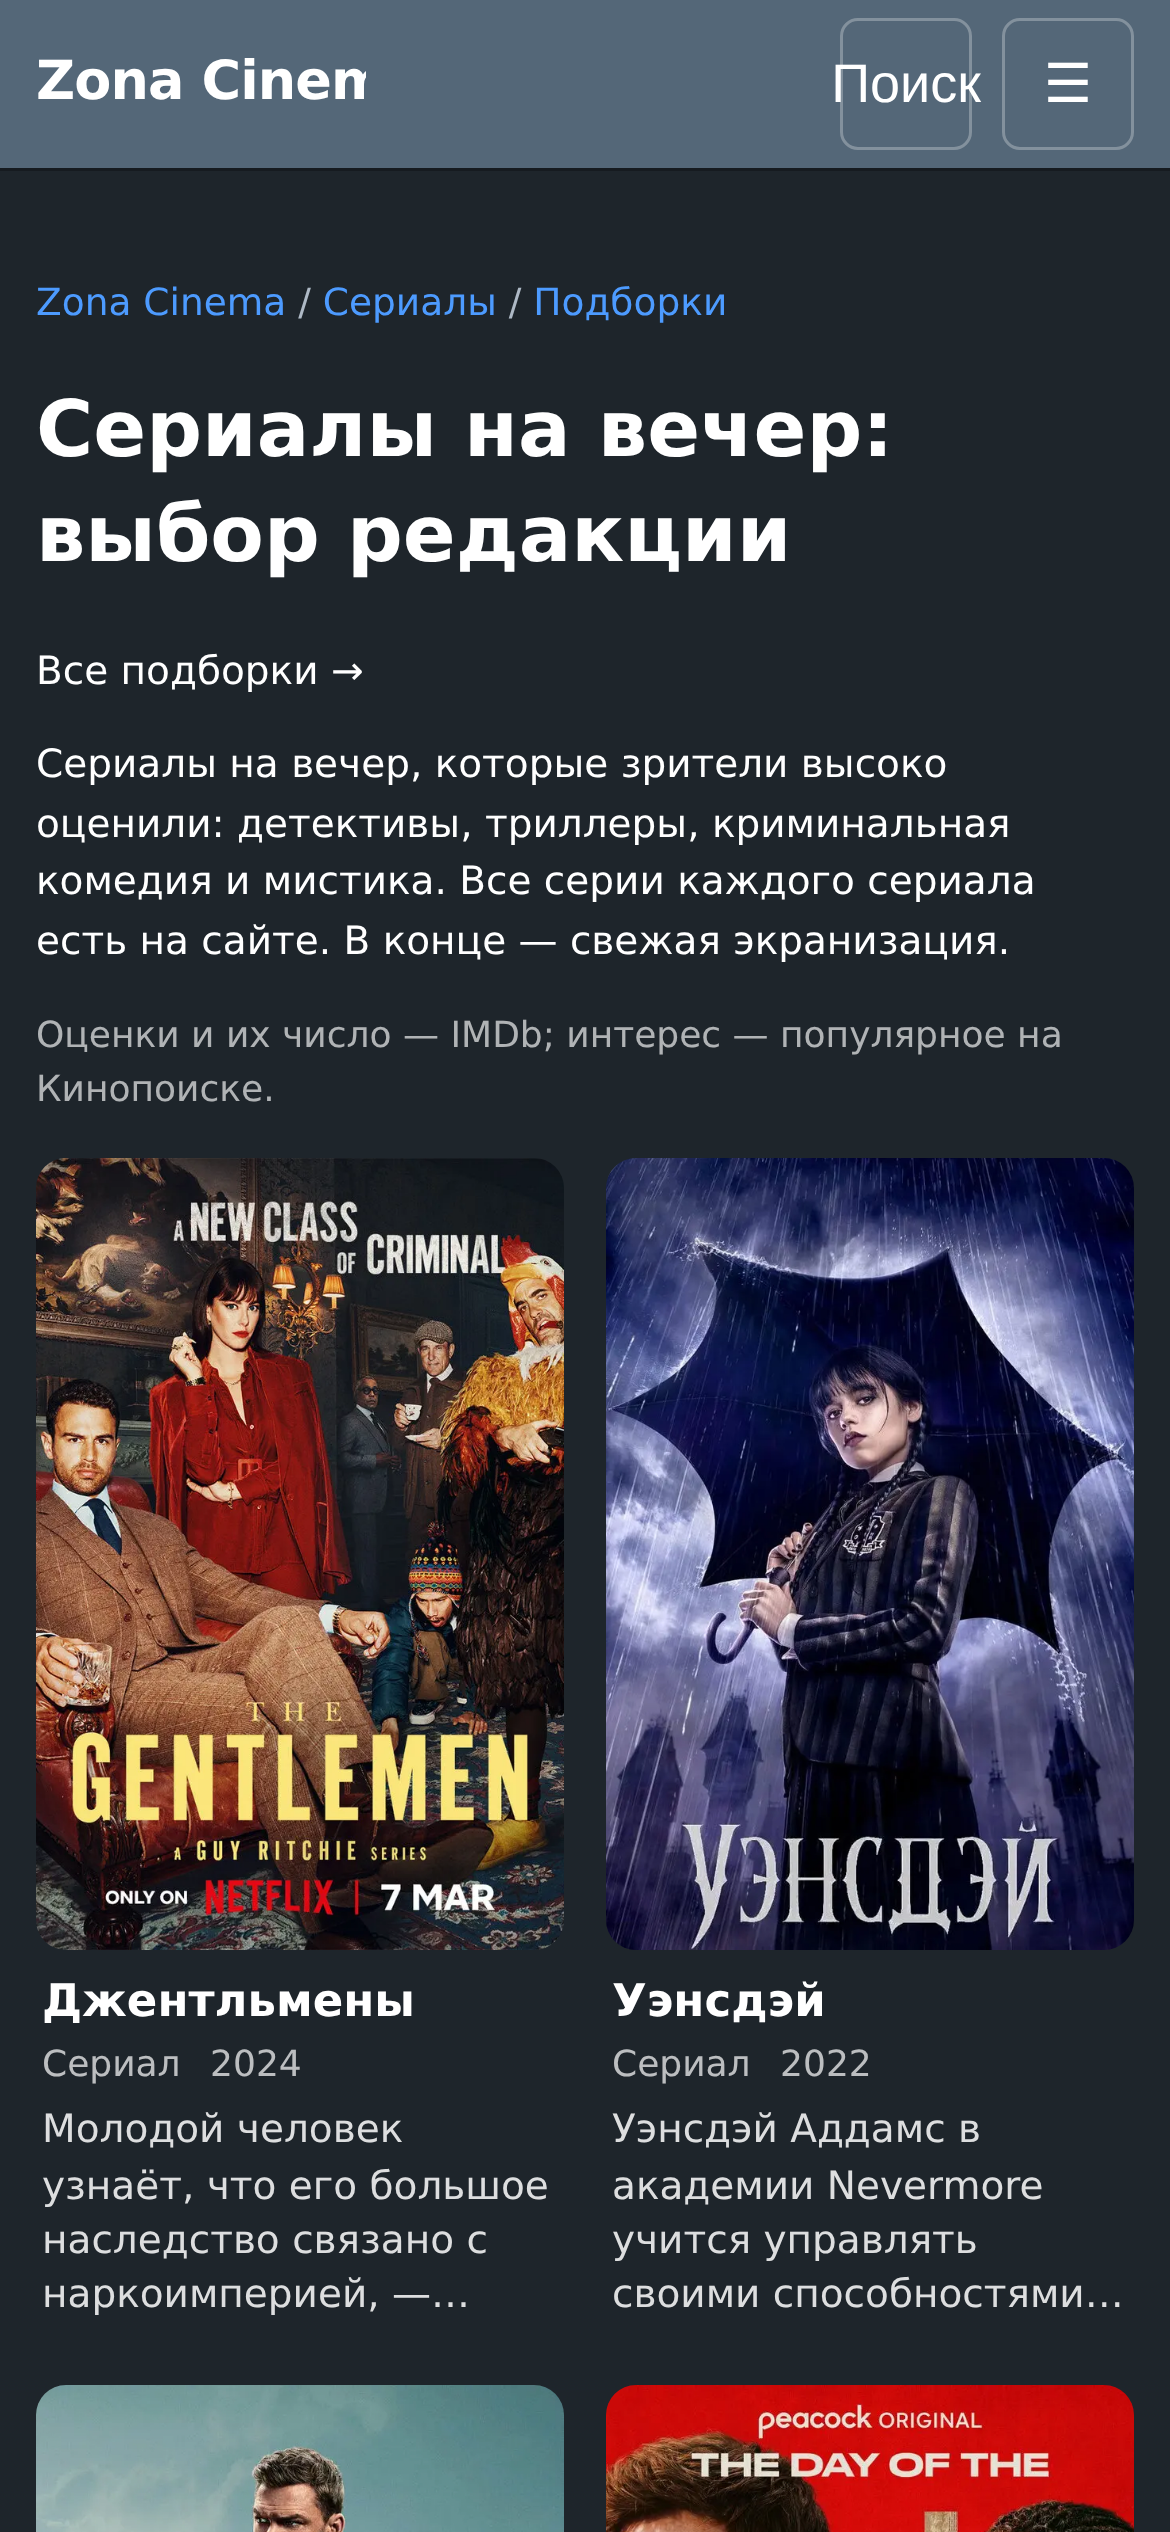 Zona Cinem
Поиск
☰
Zona Cinema / Сериалы / Подборки
Сериалы на вечер:
выбор редакции
Все подборки →
Сериалы на вечер, которые зрители высоко
оценили: детективы, триллеры, криминальная
комедия и мистика. Все серии каждого сериала
есть на сайте. В конце — свежая экранизация.
Оценки и их число — IMDb; интерес — популярное на
Кинопоиске.
A NEW CLASS
OF CRIMINAL
THE
GENTLEMEN
A GUY RITCHIE SERIES
ONLY ON NETFLIX | 7 MAR
УЭНСДЭЙ
Джентльмены
Сериал 2024
Молодой человек
узнаёт, что его большое
наследство связано с
наркоимперией, —...
Уэнсдэй
Сериал 2022
Уэнсдэй Аддамс в
академии Nevermore
учится управлять
своими способностями...
peacock ORIGINAL
THE DAY OF THE